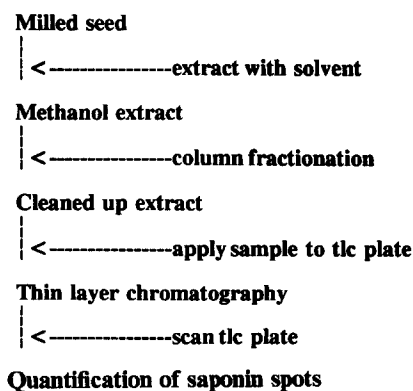 Milled seed
<----------------extract with solvent
Methanol extract
<----------------column fractionation
Cleaned up extract
<----------------apply sample to tlc plate
Thin layer chromatography
<----------------scan tlc plate
Quantification of saponin spots